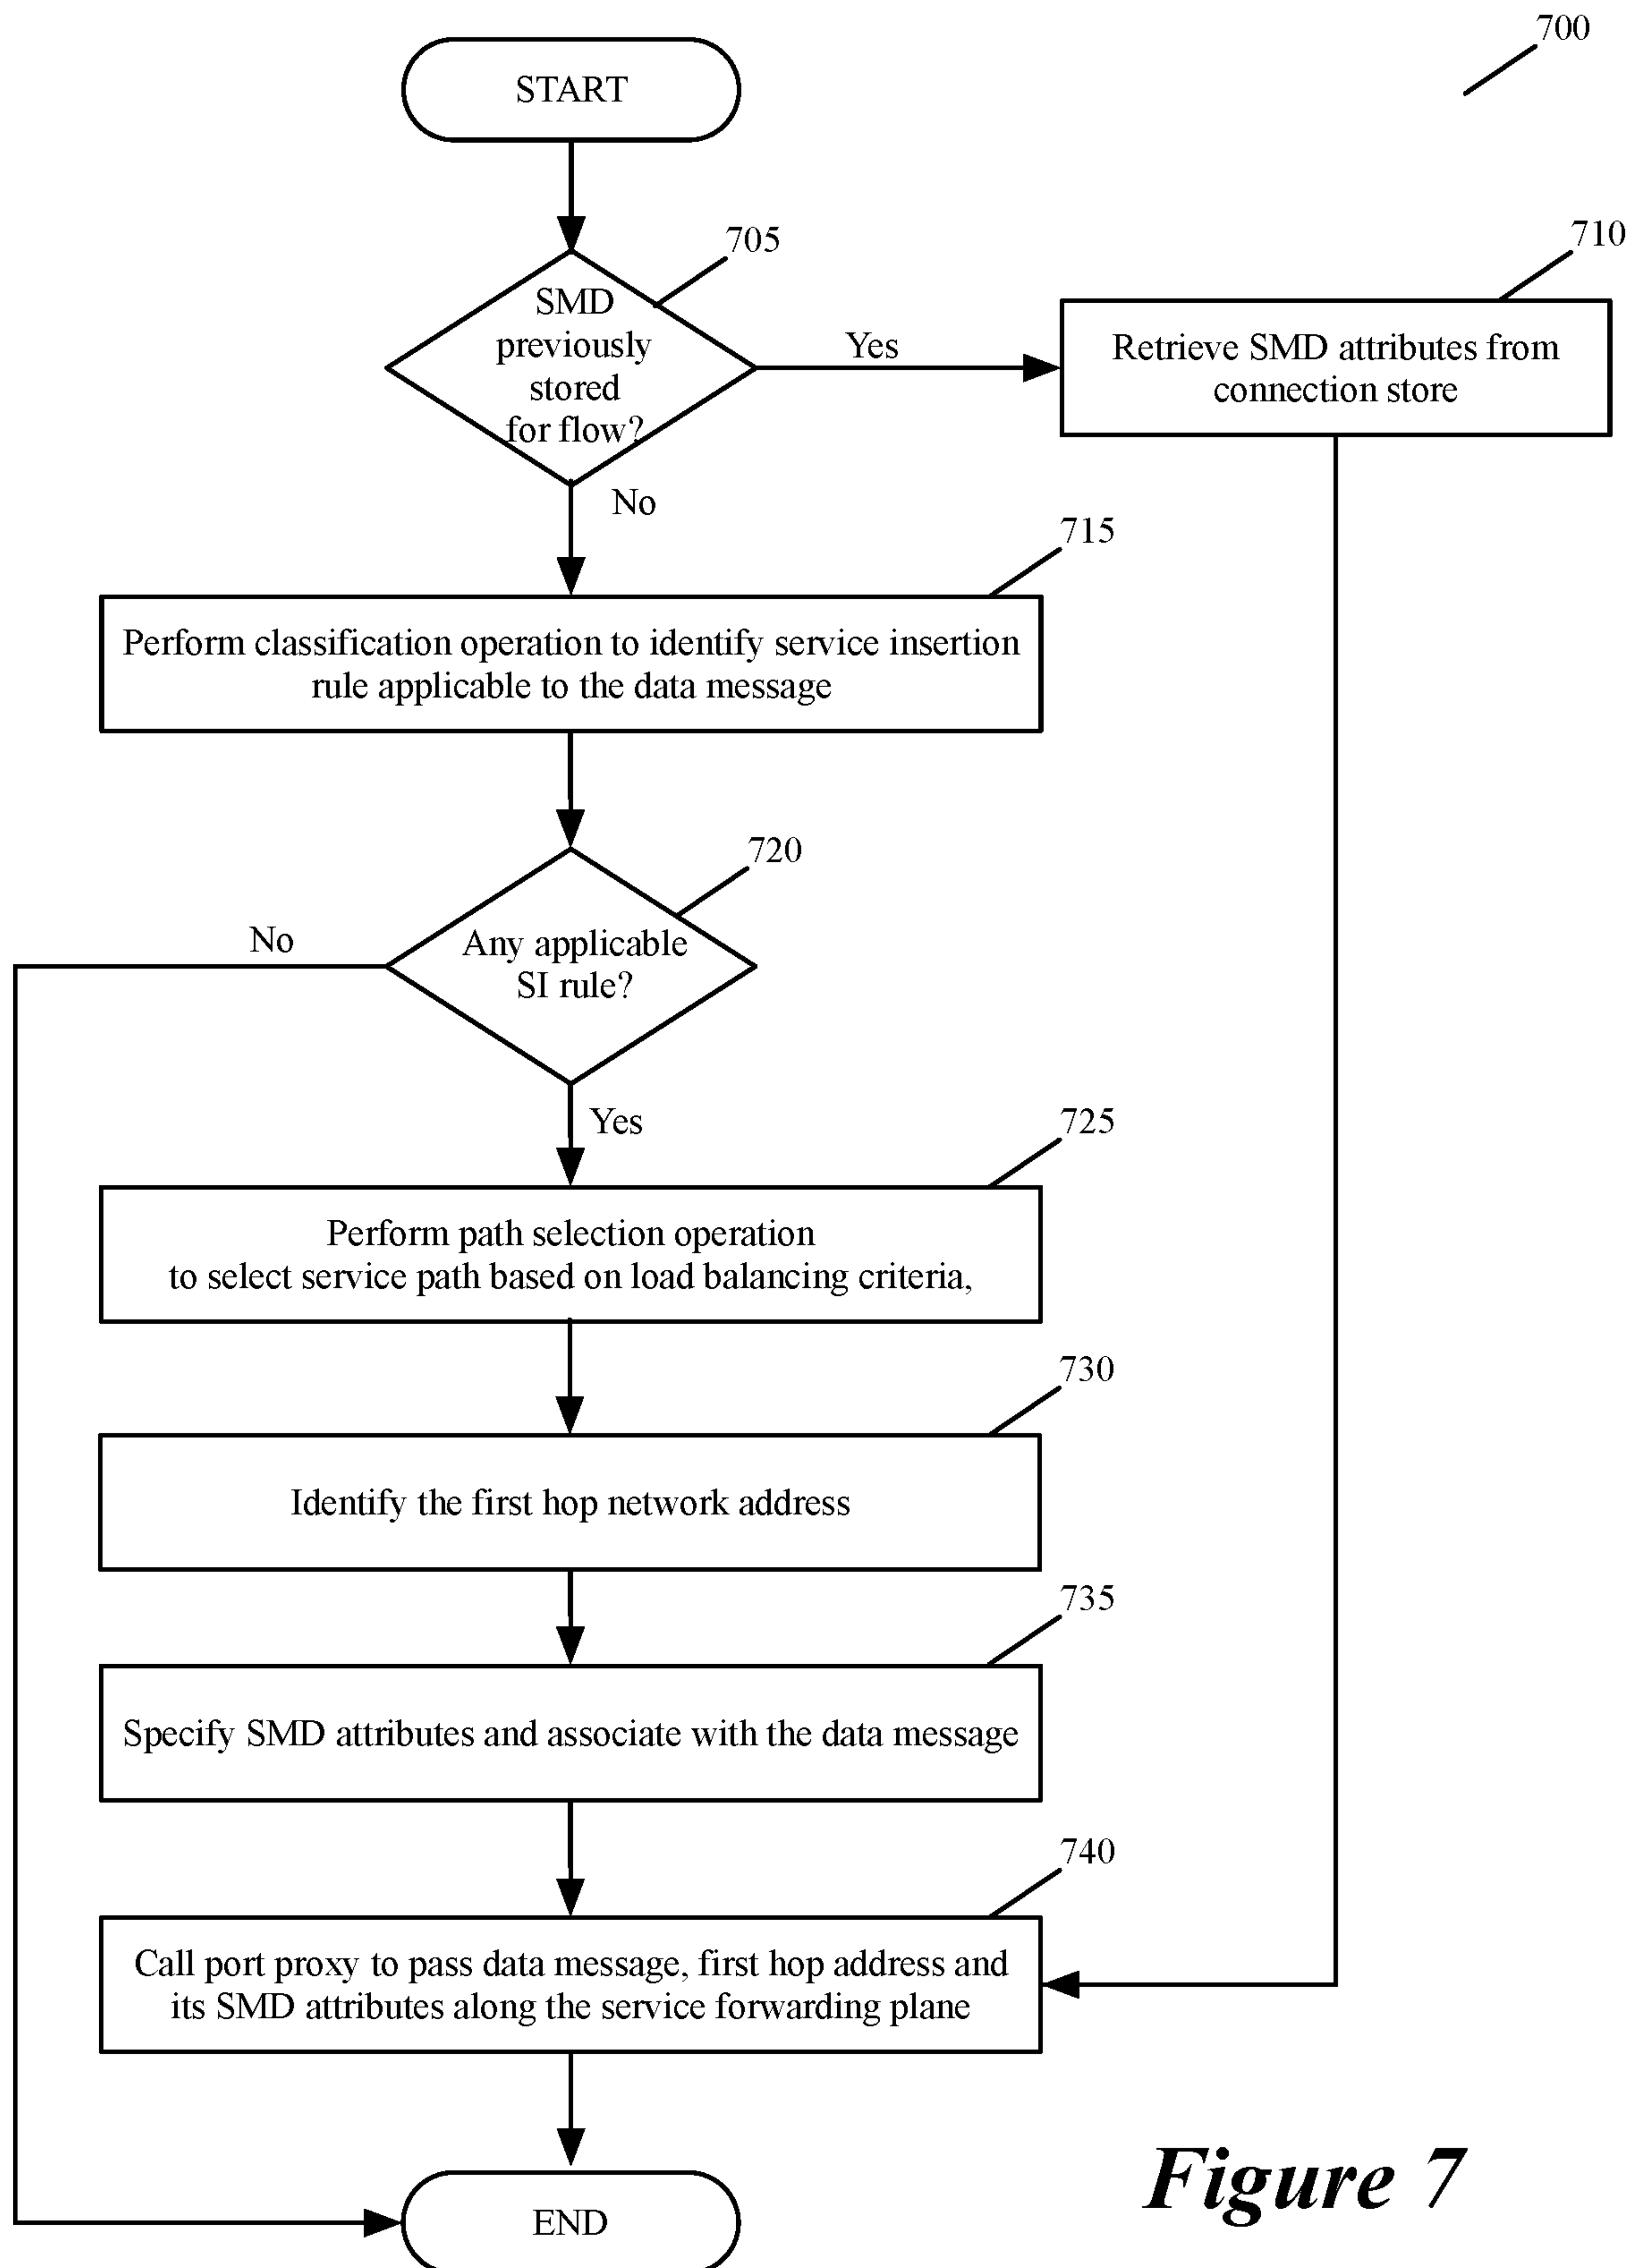 700
START
705
SMD
previously
stored
for flow?
Yes
710
Retrieve SMD attributes from
connection store
No
715
Perform classification operation to identify service insertion
rule applicable to the data message
720
Any applicable
SI rule?
No
Yes
725
Perform path selection operation
to select service path based on load balancing criteria,
730
Identify the first hop network address
735
Specify SMD attributes and associate with the data message
740
Call port proxy to pass data message, first hop address and
its SMD attributes along the service forwarding plane
END
Figure 7